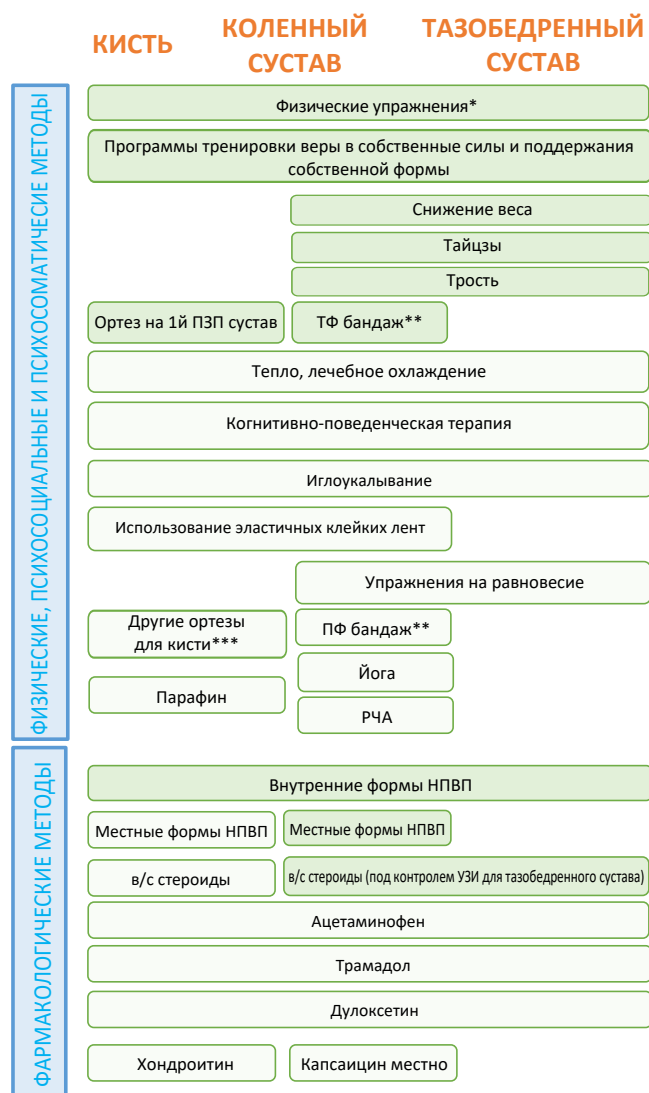 КИСТЬ
КОЛЕННЫЙ
СУСТАВ
ТАЗОБЕДРЕННЫЙ
СУСТАВ
ФИЗИЧЕСКИЕ, ПСИХОСОЦИАЛЬНЫЕ И ПСИХОСОМАТИЧЕСИЕ МЕТОДЫ
Физические упражнения*
Программы тренировки веры в собственные силы и поддержания
собственной формы
Снижение веса
Тайцзы
Трость
Ортез на 1й ПЗП сустав
ТФ бандаж**
Тепло, лечебное охлаждение
Когнитивно-поведенческая терапия
Иглоукалывание
Использование эластичных клейких лент
Упражнения на равновесие
Другие ортезы
для кисти***
ПФ бандаж**
Йога
Парафин
РЧА
ФАРМАКОЛОГИЧЕСКИЕ МЕТОДЫ
Внутренние формы НПВП
Местные формы НПВП
Местные формы НПВП
в/с стероиды
в/с стероиды (под контролем УЗИ для тазобедренного сустава)
Ацетаминофен
Трамадол
Дулоксетин
Хондроитин
Капсаицин местно